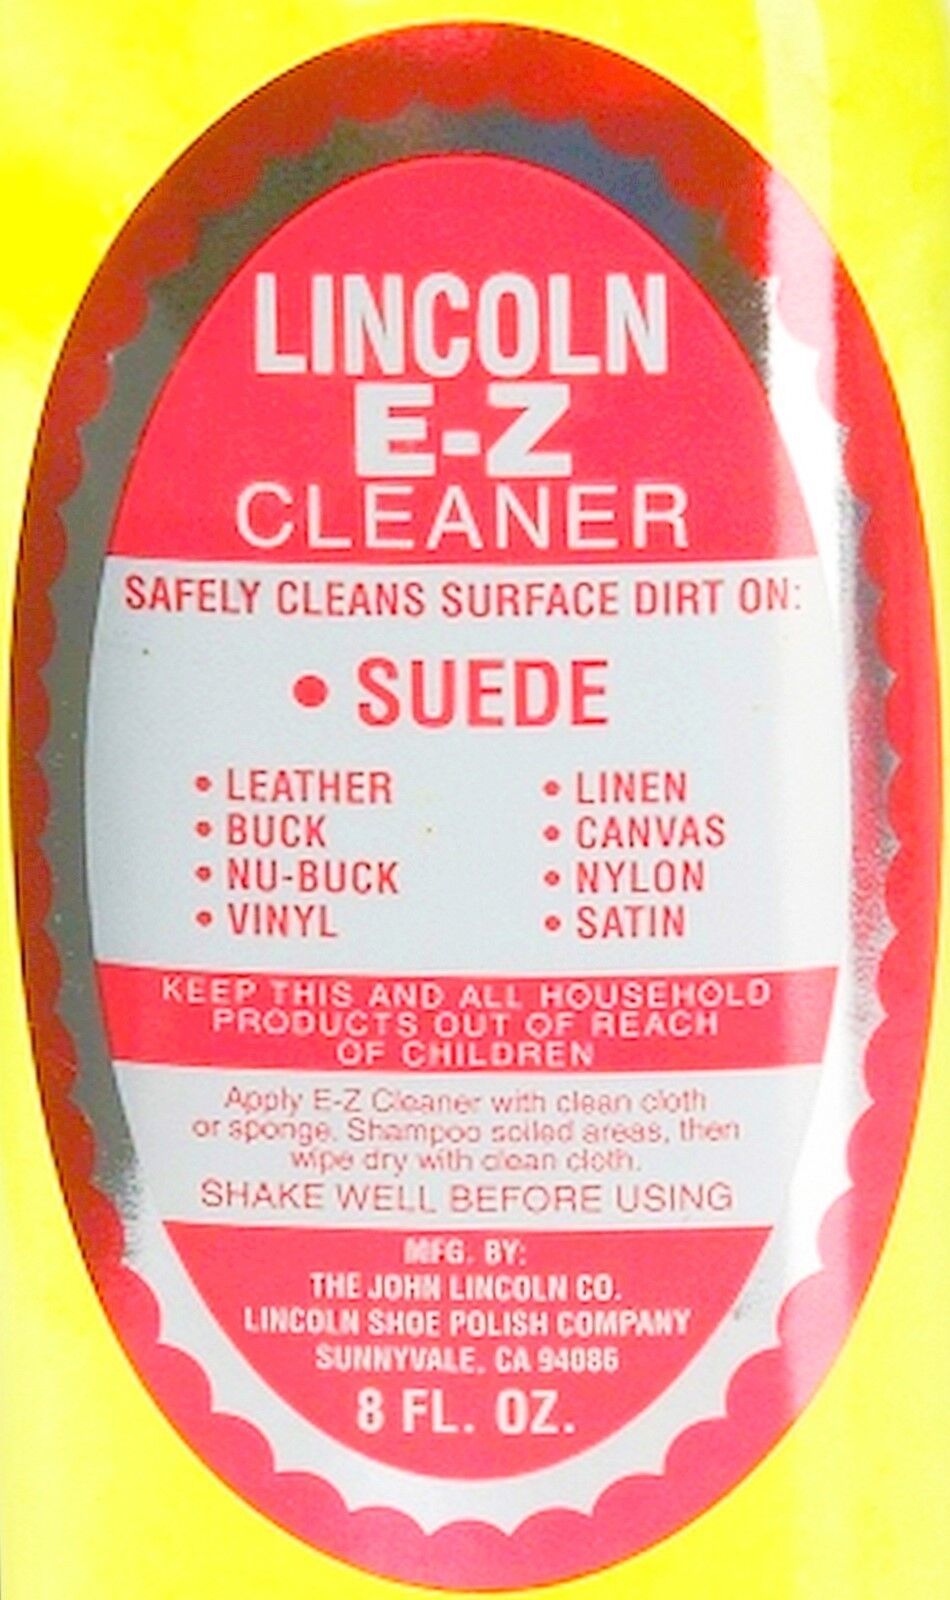 LINCOLN
E-Z
CLEANER
SAFELY CLEANS SURFACE DIRT ON:
• SUEDE
• LEATHER
• BUCK
• NU-BUCK
• VINYL
• LINEN
• CANVAS
• NYLON
• SATIN
KEEP THIS AND ALL HOUSEHOLD
PRODUCTS OUT OF REACH
OF CHILDREN
Apply E-Z Cleaner with clean cloth
or sponge. Shampoo soiled areas, then
wipe dry with clean cloth.
SHAKE WELL BEFORE USING
MFG. BY:
THE JOHN LINCOLN CO.
LINCOLN SHOE POLISH COMPANY
SUNNYVALE, CA 94086
8 FL. OZ.